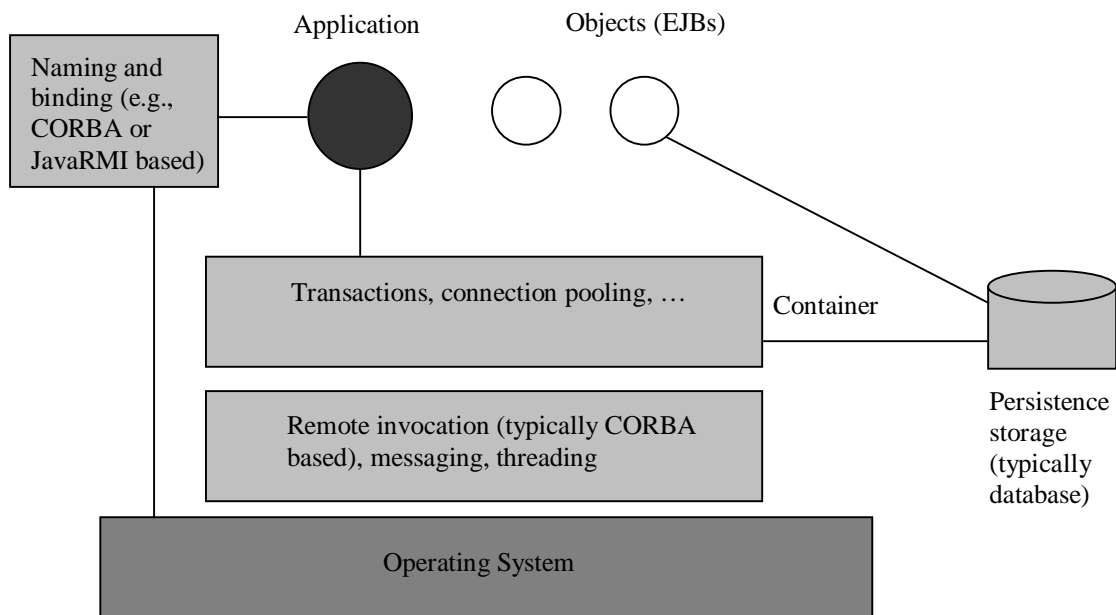 Application
Objects (EJBs)
Naming and
binding (e.g.,
CORBA or
JavaRMI based)
Transactions, connection pooling, …
Container
Remote invocation (typically CORBA
based), messaging, threading
Persistence
storage
(typically
database)
Operating System